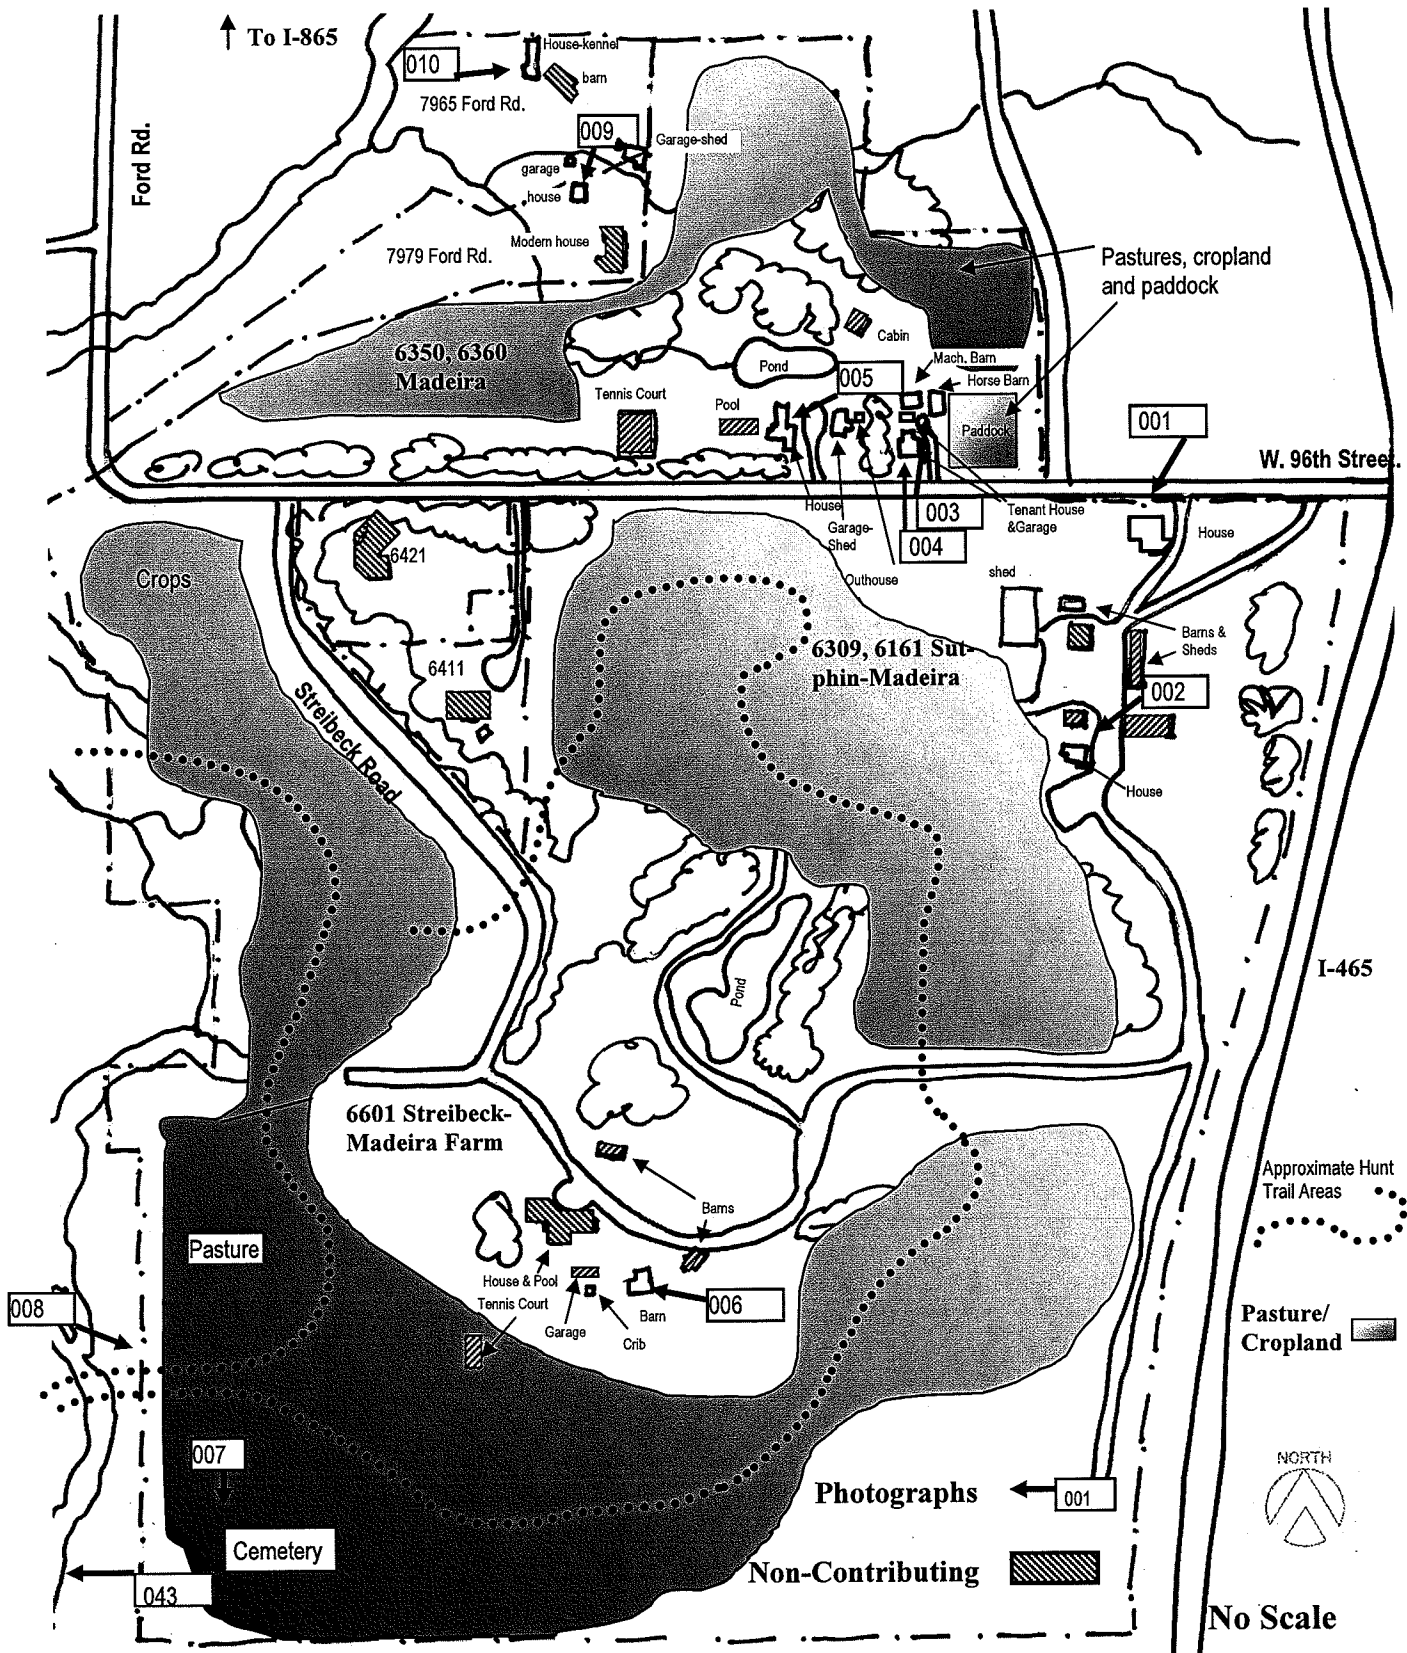 To I-865
House-kennel
010
barn
7965 Ford Rd.
009
Garage-shed
garage
house
Ford Rd.
Modern house
7979 Ford Rd.
Pastures, cropland
and paddock
Cabin
6350, 6360
Madeira
Pond
Mach. Barn
005
Horse Barn
Tennis Court
Pool
Paddock
001
W. 96th Street.
House
Garage-
Shed
003
Tenant House
&Garage
004
House
6421
Crops
Outhouse
shed
6309, 6161 Sut-
phin-Madeira
Barns &
Sheds
6411
002
Streibeck Road
House
Pond
I-465
6601 Streibeck-
Madeira Farm
Approximate Hunt
Trail Areas
Barns
Pasture
House & Pool
Tennis Court
Garage
Crib
Barn
006
008
Pasture/
Cropland
007
NORTH
Photographs
001
Cemetery
Non-Contributing
043
No Scale